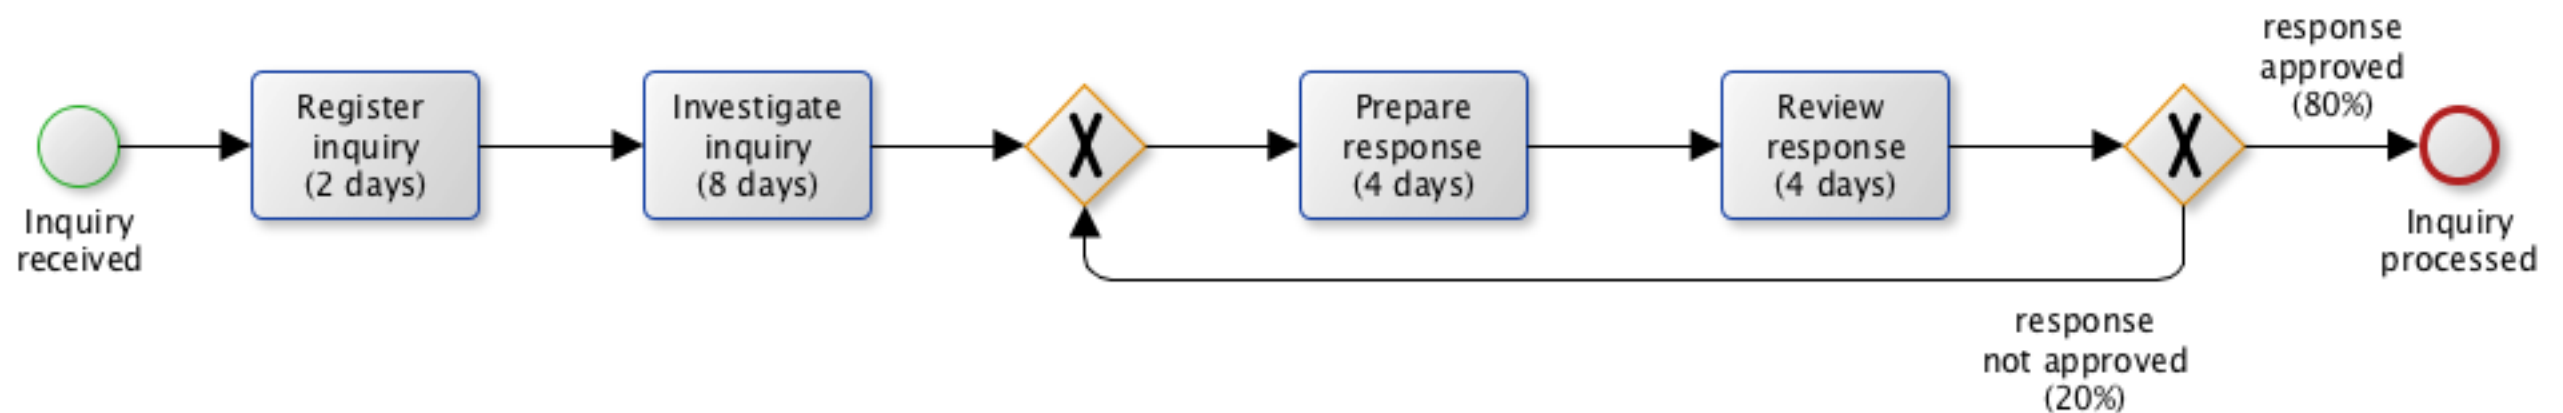 Inquiry
received
Register
inquiry
(2 days)
Investigate
inquiry
(8 days)
X
Prepare
response
(4 days)
Review
response
(4 days)
X
response
approved
(80%)
Inquiry
processed
response
not approved
(20%)